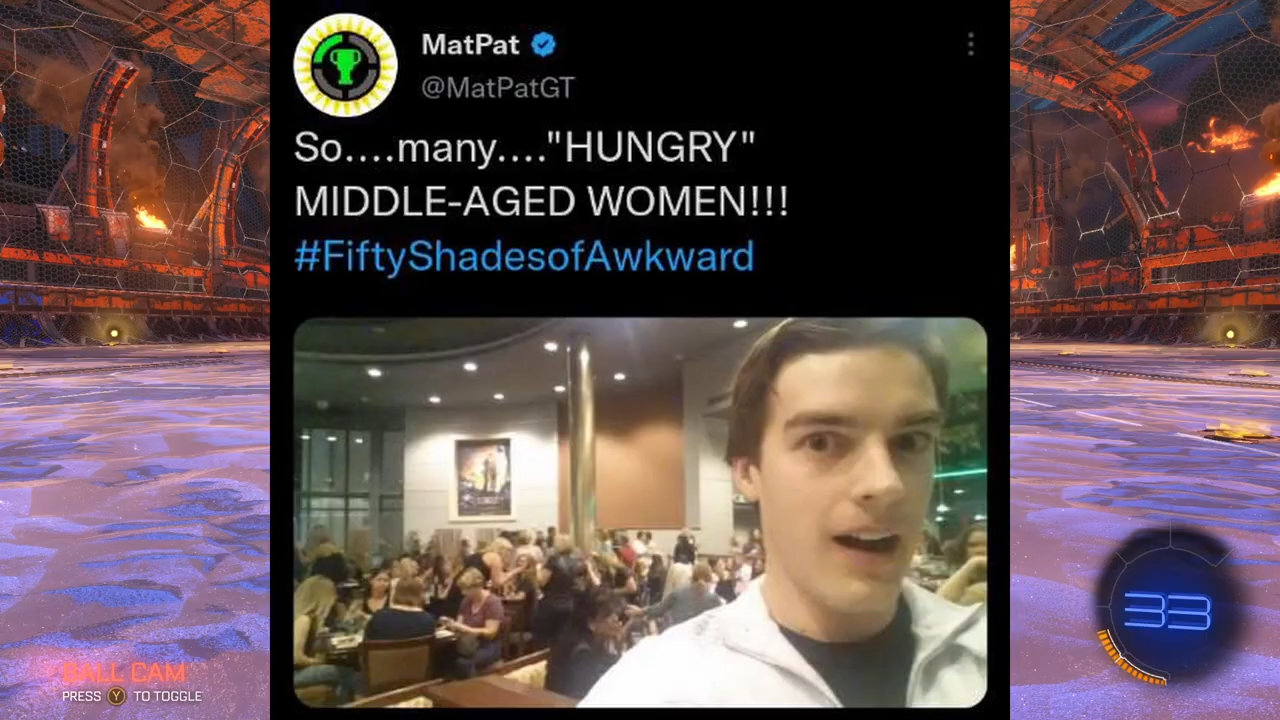 MatPat
@MatPatGT
So....many...."HUNGRY"
MIDDLE-AGED WOMEN!!!
#FiftyShadesofAwkward
33
BALL CAM
PRESS Y TO TOGGLE